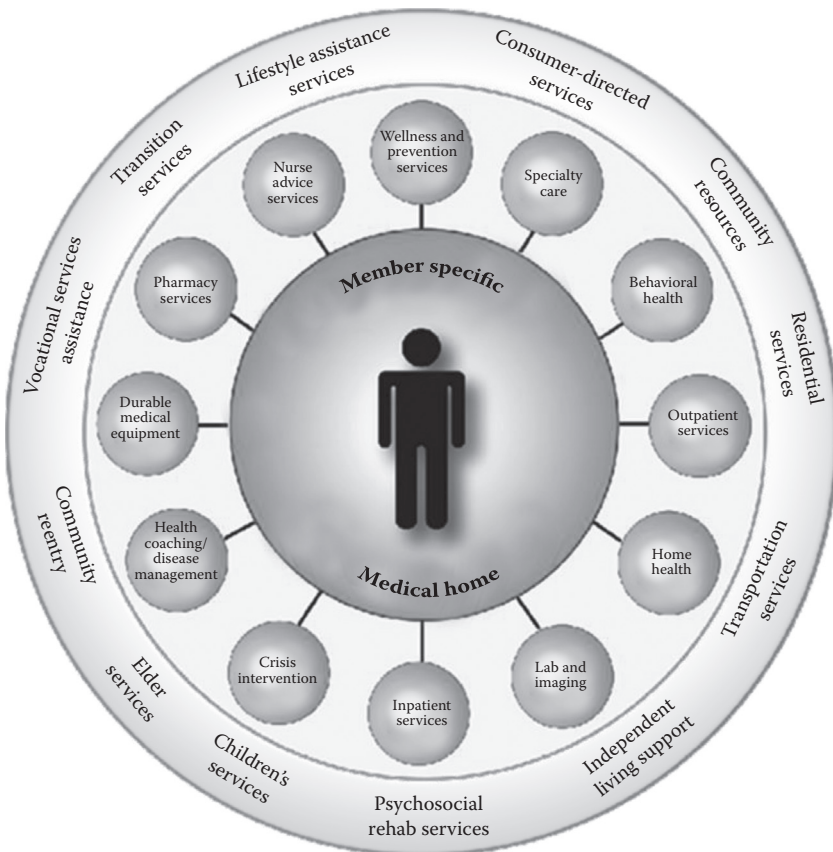 Lifestyle assistance
services
Consumer-directed
services
Community
resources
Residential
services
Transportation
services
Independent
living support
Psychosocial
rehab services
Children's
services
Elder
services
Community
reentry
Vocational services
assistance
Transition
services
Wellness and
prevention
services
Specialty
care
Behavioral
health
Outpatient
services
Home
health
Lab and
imaging
Inpatient
services
Crisis
intervention
Health
coaching/
disease
management
Durable
medical
equipment
Pharmacy
services
Nurse
advice
services
Member specific
Medical home